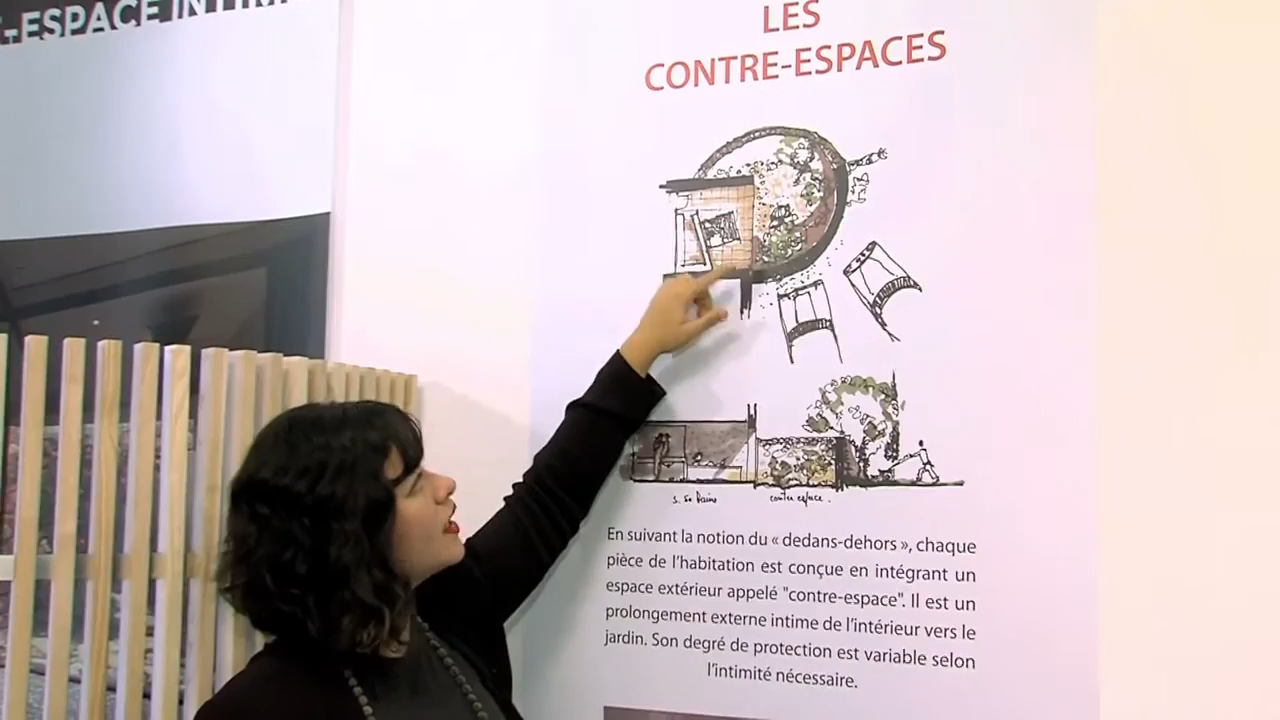 -ESPACE
LES
CONTRE-ESPACES
s. de bains
contre espace.
En suivant la notion du « dedans-dehors », chaque
pièce de l'habitation est conçue en intégrant un
espace extérieur appelé "contre-espace". Il est un
prolongement externe intime de l'intérieur vers le
jardin. Son degré de protection est variable selon
l'intimité nécessaire.